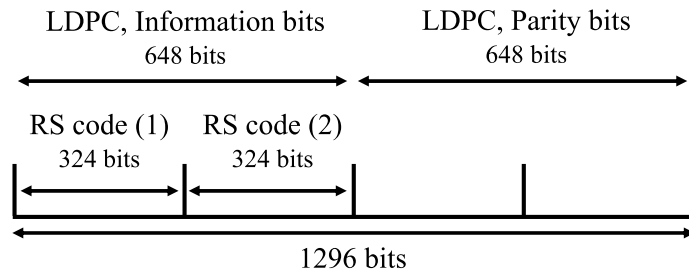 LDPC, Information bits
648 bits
LDPC, Parity bits
648 bits
RS code (1)
324 bits
RS code (2)
324 bits
1296 bits